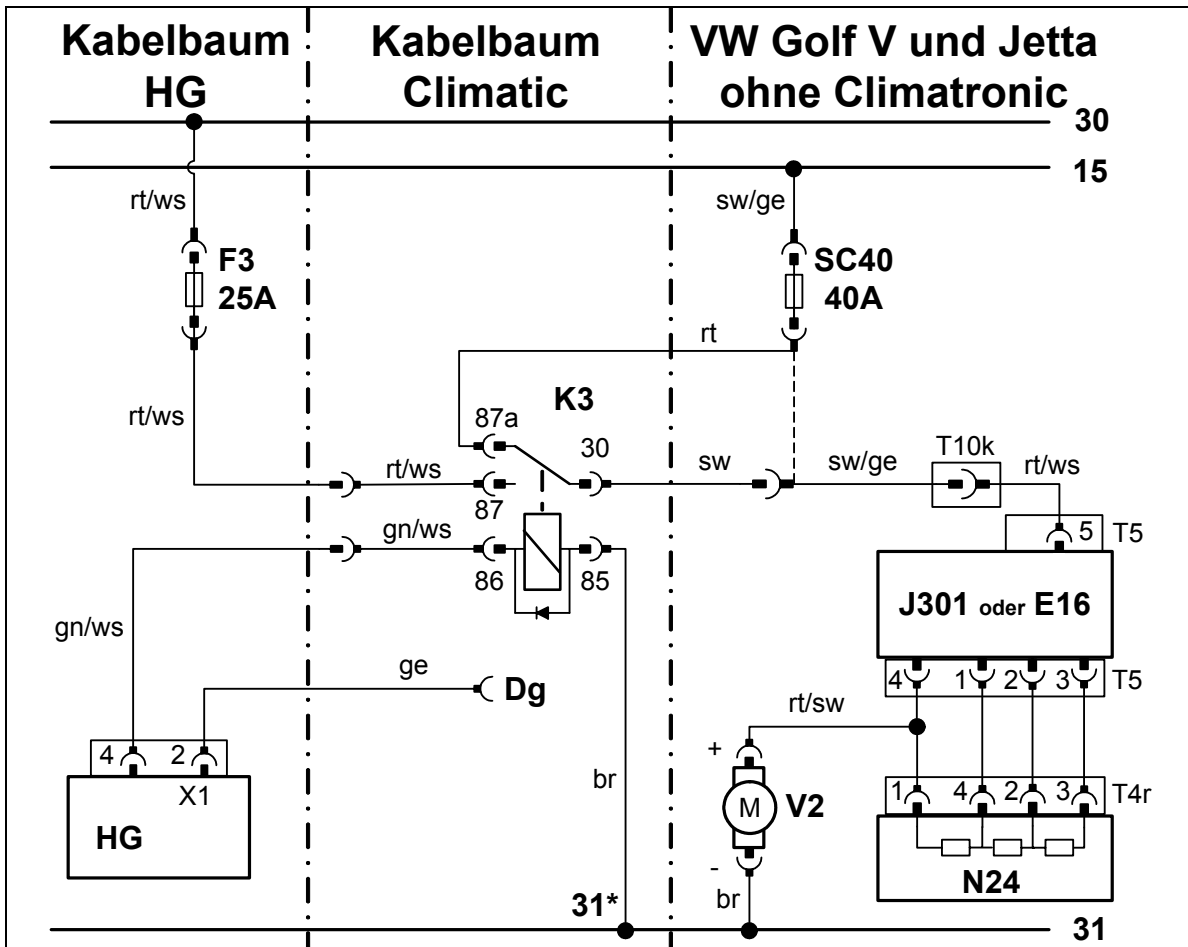 Kabelbaum
HG
Kabelbaum
Climatic
VW Golf V und Jetta
ohne Climatronic
30
15
rt/ws
sw/ge
F3
25A
SC40
40A
rt
K3
rt/ws
87a
30
T10k
rt/ws
sw
sw/ge
rt/ws
87
5
T5
gn/ws
86
85
J301 oder E16
gn/ws
ge
Dg
4
1
2
3
T5
rt/sw
+
4
2
X1
br
M
V2
1
4
2
3
T4r
HG
-
N24
31*
br
31